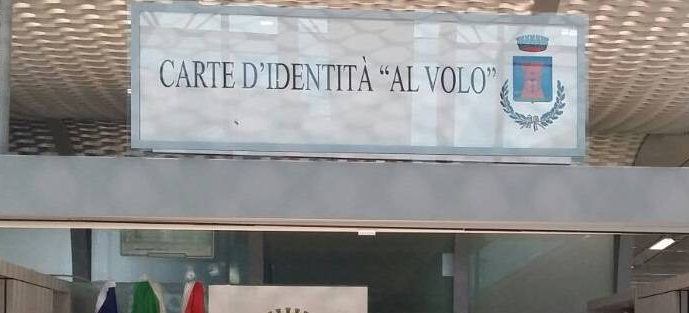 CARTE D'IDENTITÀ “AL VOLO”